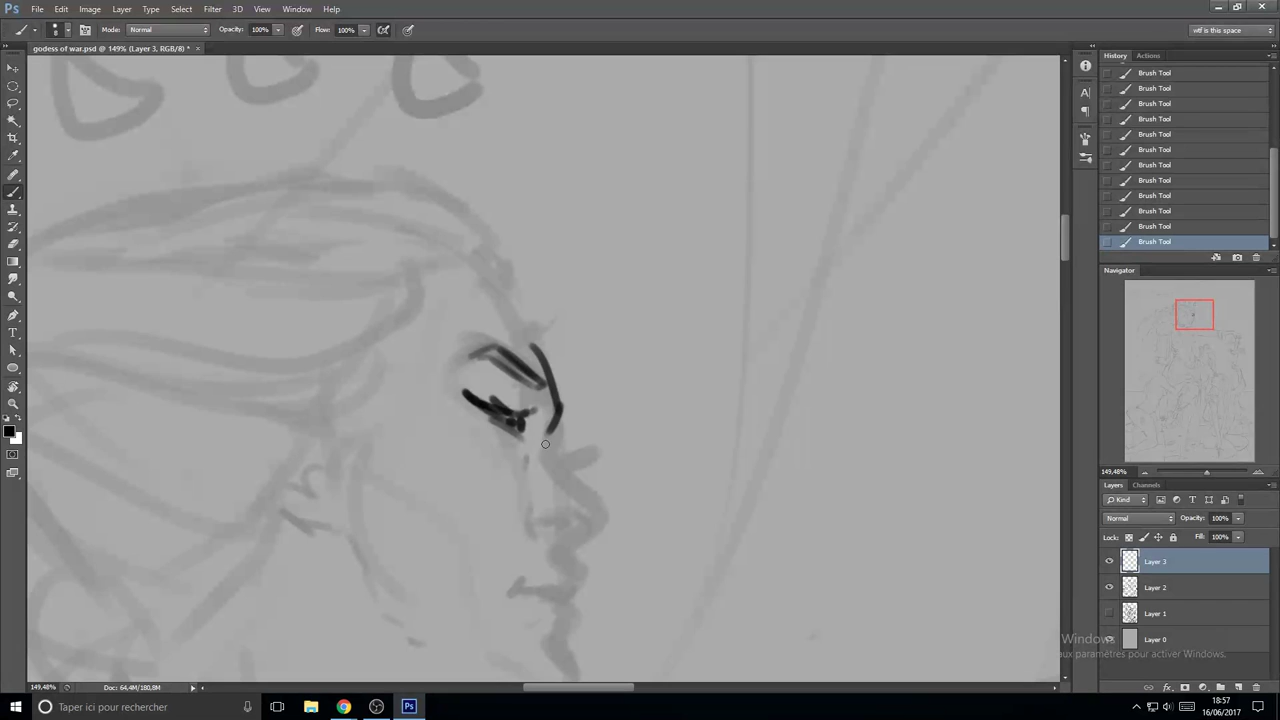 Ps File Edit Image Layer Type Select Filter 3D View Window Help
Mode: Normal Opacity: 100% Flow: 100% wtf is this space
godess of war.psd @ 149% (Layer 3, RGB/8) * ×
History Actions
Brush Tool
Brush Tool
Brush Tool
Brush Tool
Brush Tool
Brush Tool
Brush Tool
Brush Tool
Brush Tool
Brush Tool
Brush Tool
Brush Tool
Navigator
149,48%
Layers Channels
Kind
Normal Opacity: 100%
Lock: Fill: 100%
Layer 3
Layer 2
Layer 1
Layer 0
Windows
aux paramètres pour activer Windows.
149,48% Doc: 64,4M/180,8M
Taper ici pour rechercher
18:57
16/06/2017